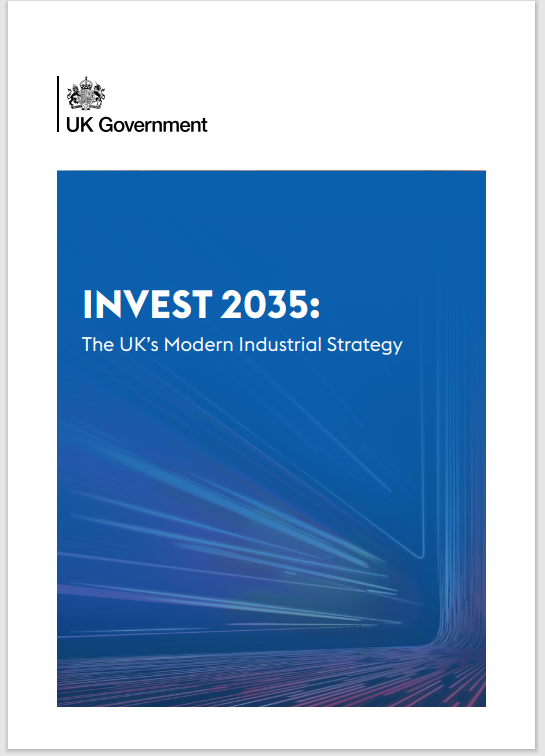 UK Government
INVEST 2035:
The UK's Modern Industrial Strategy